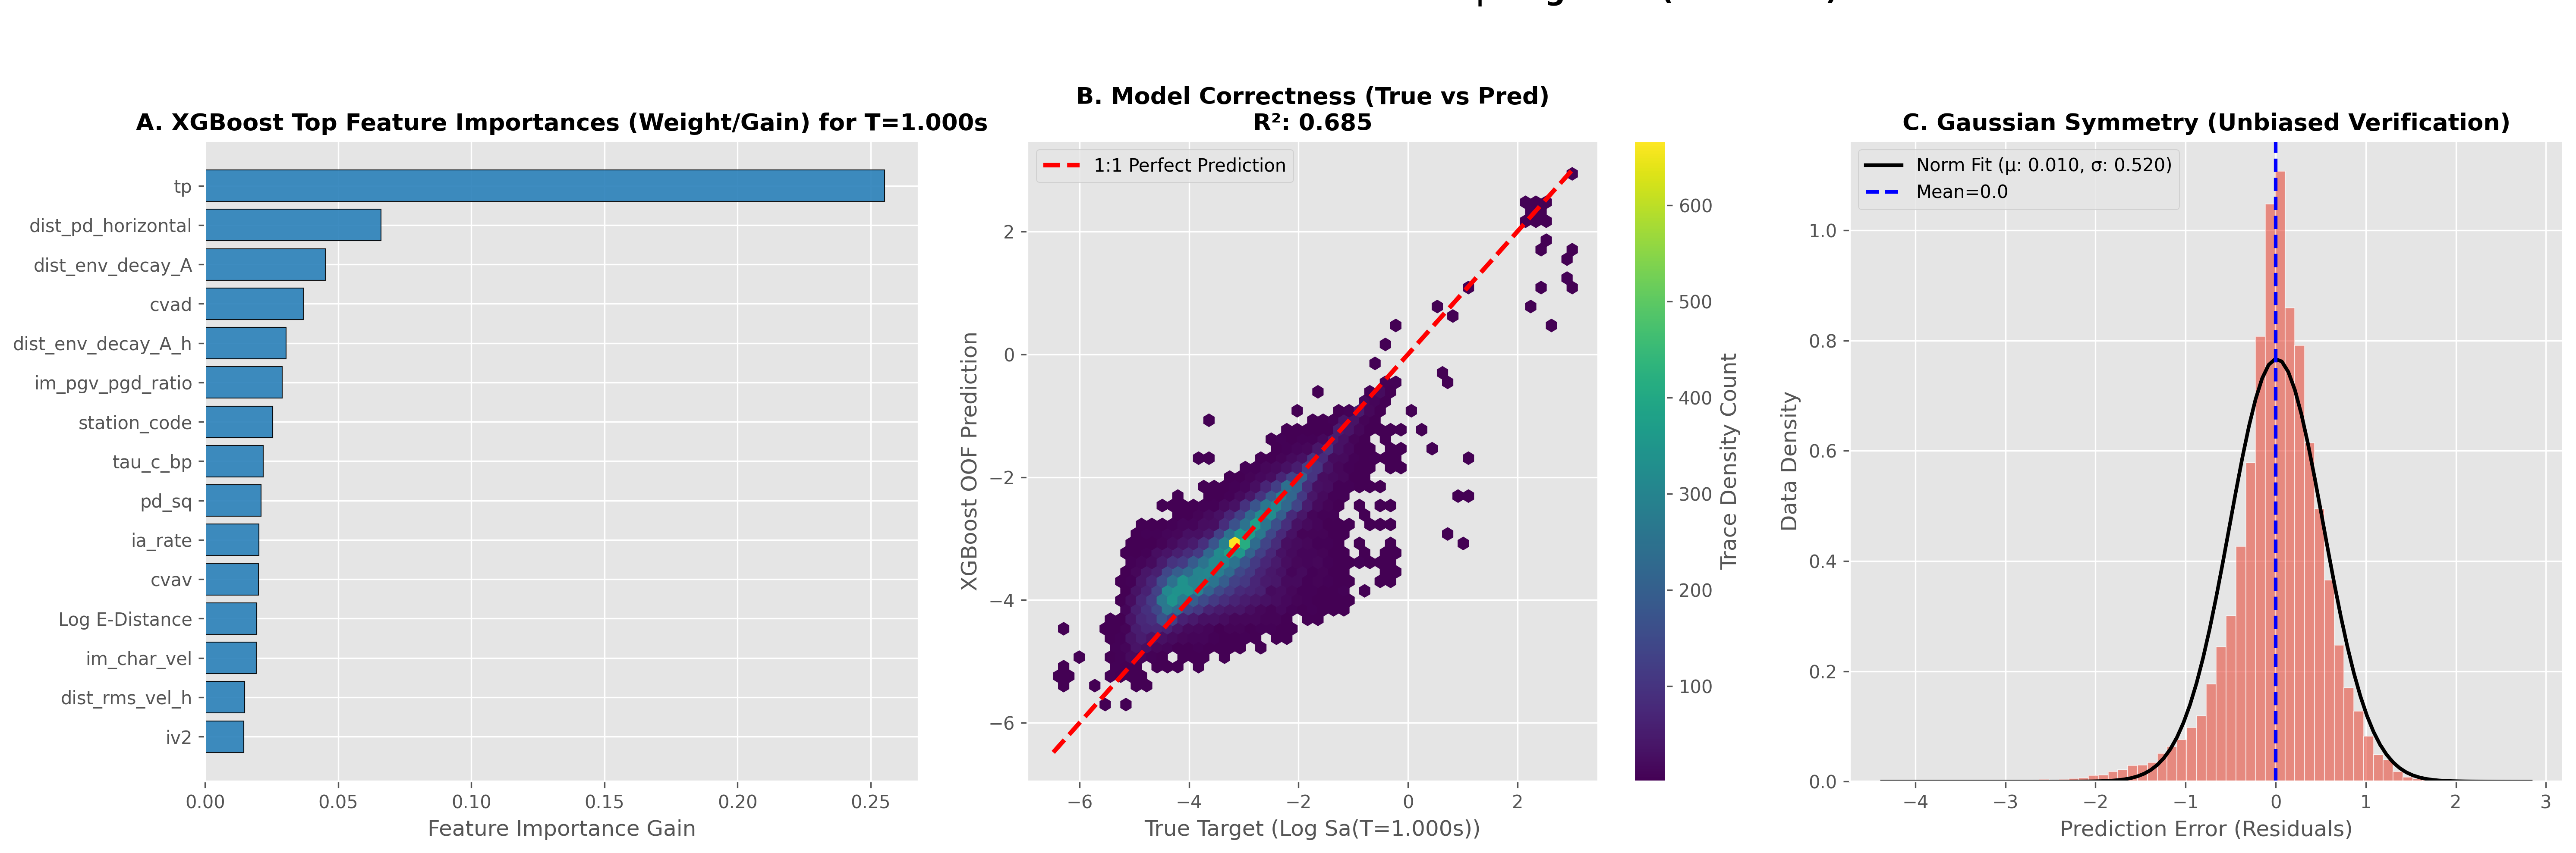 A. XGBoost Top Feature Importances (Weight/Gain) for T=1.000s
tp
dist_pd_horizontal
dist_env_decay_A
cvad
dist_env_decay_A_h
im_pgv_pgd_ratio
station_code
tau_c_bp
pd_sq
ia_rate
cvav
Log E-Distance
im_char_vel
dist_rms_vel_h
iv2
0.00 0.05 0.10 0.15 0.20 0.25
Feature Importance Gain
B. Model Correctness (True vs Pred)
R²: 0.685
1:1 Perfect Prediction
XGBoost OOF Prediction
2
0
−2
−4
−6
−6 −4 −2 0 2
True Target (Log Sa(T=1.000s))
600
500
400
300
200
100
Trace Density Count
C. Gaussian Symmetry (Unbiased Verification)
Norm Fit (μ: 0.010, σ: 0.520)
Mean=0.0
Data Density
1.0
0.8
0.6
0.4
0.2
0.0
−4 −3 −2 −1 0 1 2 3
Prediction Error (Residuals)